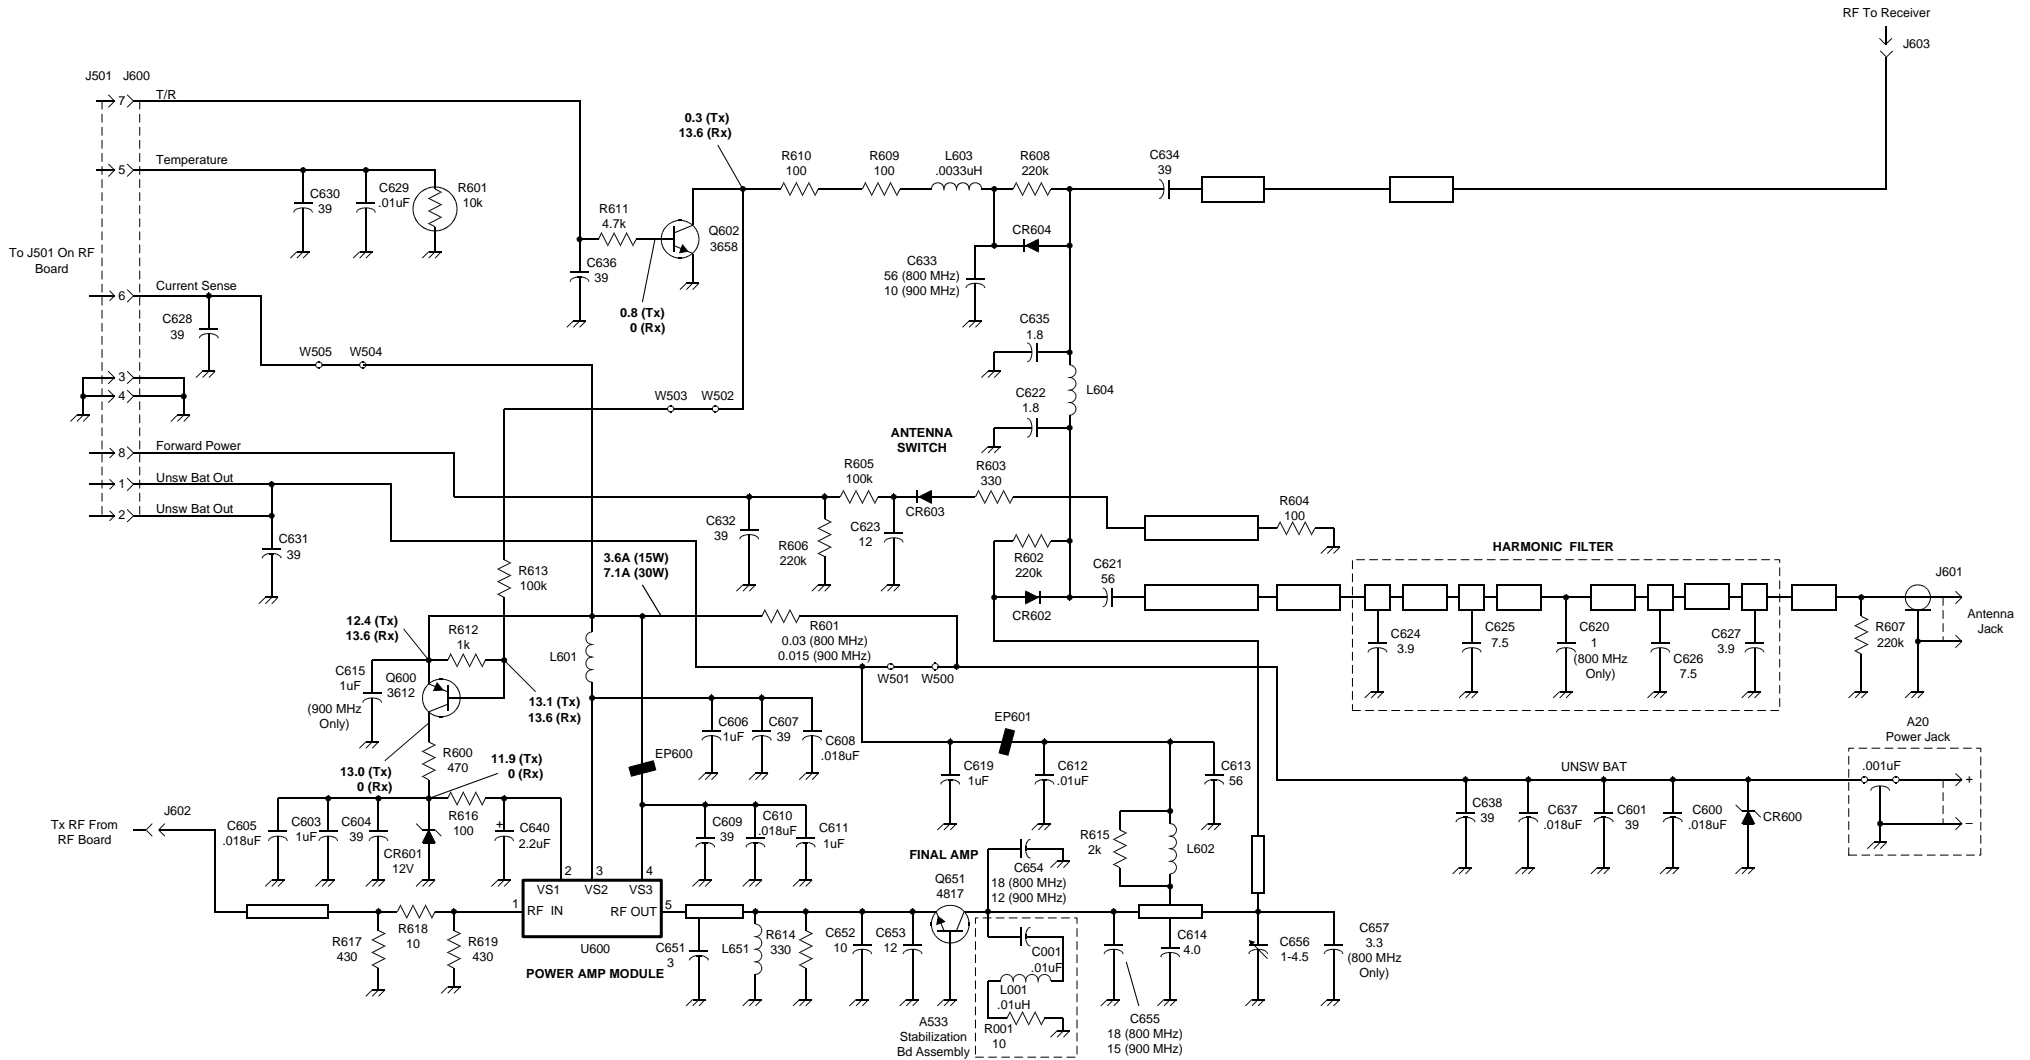 RF To Receiver
J603
J501 J600
7 T/R
5 Temperature
C630
39
C629
.01uF
R601
10k
To J501 On RF
Board
6 Current Sense
C628
39
W505 W504
3
4
8 Forward Power
1 Unsw Bat Out
2 Unsw Bat Out
C631
39
0.3 (Tx)
13.6 (Rx)
R611
4.7k
Q602
3658
C636
39
0.8 (Tx)
0 (Rx)
R610
100
R609
100
L603
.0033uH
R608
220k
C634
39
CR604
C633
56 (800 MHz)
10 (900 MHz)
C635
1.8
L604
C622
1.8
W503 W502
ANTENNA
SWITCH
R605
100k
R603
330
CR603
C632
39
R606
220k
C623
12
R604
100
R602
220k
CR602
C621
56
HARMONIC FILTER
C624
3.9
C625
7.5
C620
1
(800 MHz
Only)
C626
7.5
C627
3.9
J601
Antenna
Jack
R607
220k
R613
100k
3.6A (15W)
7.1A (30W)
R601
0.03 (800 MHz)
0.015 (900 MHz)
W501 W500
12.4 (Tx)
13.6 (Rx)
R612
1k
L601
C615
1uF
(900 MHz
Only)
Q600
3612
13.1 (Tx)
13.6 (Rx)
C606
1uF
C607
39
C608
.018uF
EP600
EP601
R600
470
13.0 (Tx)
0 (Rx)
11.9 (Tx)
0 (Rx)
C619
1uF
C612
.01uF
C613
56
A20
Power Jack
.001uF
+
−
UNSW BAT
C638
39
C637
.018uF
C601
39
C600
.018uF
CR600
J602
Tx RF From
RF Board
C605
.018uF
C603
1uF
C604
39
CR601
12V
R616
100
+
C640
2.2uF
C609
39
C610
.018uF
C611
1uF
R615
2k
L602
FINAL AMP
Q651
4817
C654
18 (800 MHz)
12 (900 MHz)
2 3 4
VS1 VS2 VS3
1 RF IN RF OUT 5
U600
POWER AMP MODULE
R617
430
R618
10
R619
430
C651
3
L651
R614
330
C652
10
C653
12
C001
.01uF
L001
.01uH
R001
10
A533
Stabilization
Bd Assembly
C655
18 (800 MHz)
15 (900 MHz)
C614
4.0
C656
1-4.5
C657
3.3
(800 MHz
Only)